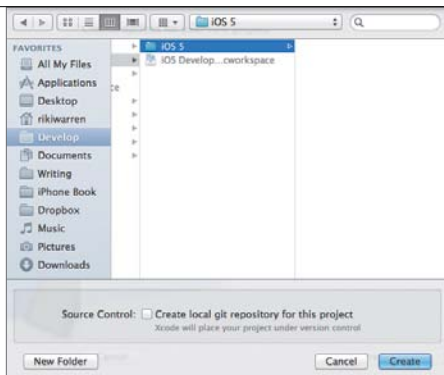 iOS 5
FAVORITES
All My Files
Applications
Desktop
rikiwarren
Develop
Documents
Writing
iPhone Book
Dropbox
Music
Pictures
Downloads
ce
iOS 5
iOS Develop...cworkspace
Source Control: Create local git repository for this project
Xcode will place your project under version control
New Folder
Cancel
Create